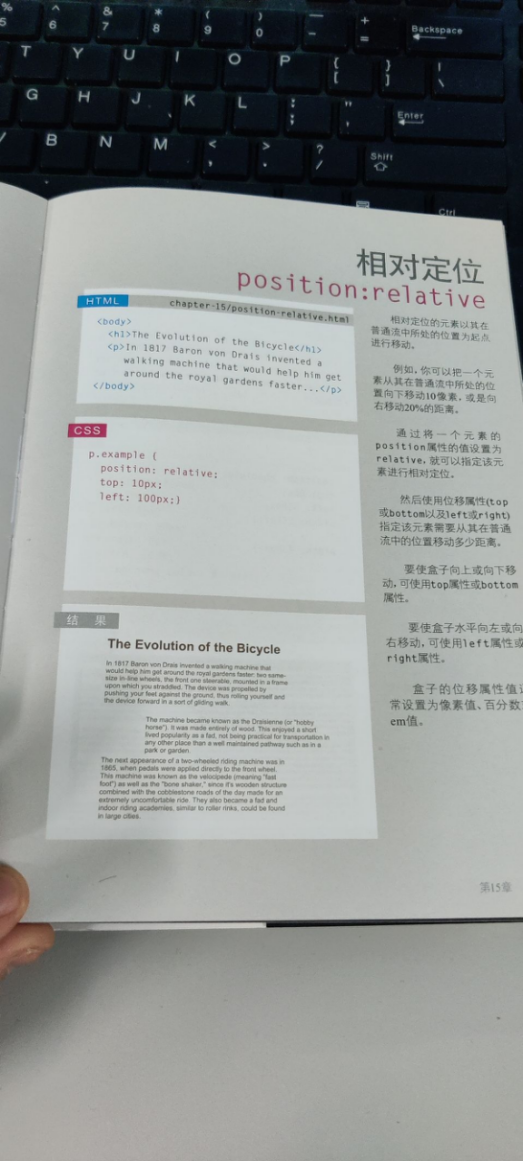 %
5
^
6
&
7
*
8
(
9
)
0
—
-
+
=
Backspace
T
Y
U
I
O
P
{
[
}
]
|
\
G
H
J
K
L
:
;
"
'
Enter
V
B
N
M
<
,
>
.
?
/
Shift
Ctrl
相对定位
position:relative
HTML
chapter-15/position-relative.html
<body>
<h1>The Evolution of the Bicycle</h1>
<p>In 1817 Baron von Drais invented a
walking machine that would help him get
around the royal gardens faster...</p>
</body>
CSS
p.example {
position: relative;
top: 10px;
left: 100px;}
结 果
The Evolution of the Bicycle
In 1817 Baron von Drais invented a walking machine that
would help him get around the royal gardens faster: two same-
size in-line wheels, the front one steerable, mounted in a frame
upon which you straddled. The device was propelled by
pushing your feet against the ground, thus rolling yourself and
the device forward in a sort of gliding walk.
The machine became known as the Draisienne (or "hobby
horse"). It was made entirely of wood. This enjoyed a short
lived popularity as a fad, not being practical for transportation in
any other place than a well maintained pathway such as in a
park or garden.
The next appearance of a two-wheeled riding machine was in
1865, when pedals were applied directly to the front wheel.
This machine was known as the velocipede (meaning "fast
foot") as well as the "bone shaker," since it's wooden structure
combined with the cobblestone roads of the day made for an
extremely uncomfortable ride. They also became a fad and
indoor riding academies, similar to roller rinks, could be found
in large cities.
相对定位的元素以其在
普通流中所处的位置为起点
进行移动。
例如,你可以把一个元
素从其在普通流中所处的位
置向下移动10像素,或是向
右移动20%的距离。
通过将一个元素的
position属性的值设置为
relative,就可以指定该元
素进行相对定位。
然后使用位移属性(top
或bottom以及left或right)
指定该元素需要从其在普通
流中的位置移动多少距离。
要使盒子向上或向下移
动,可使用top属性或bottom
属性。
要使盒子水平向左或向
右移动,可使用left属性或
right属性。
盒子的位移属性值通
常设置为像素值、百分数
em值。
第15章